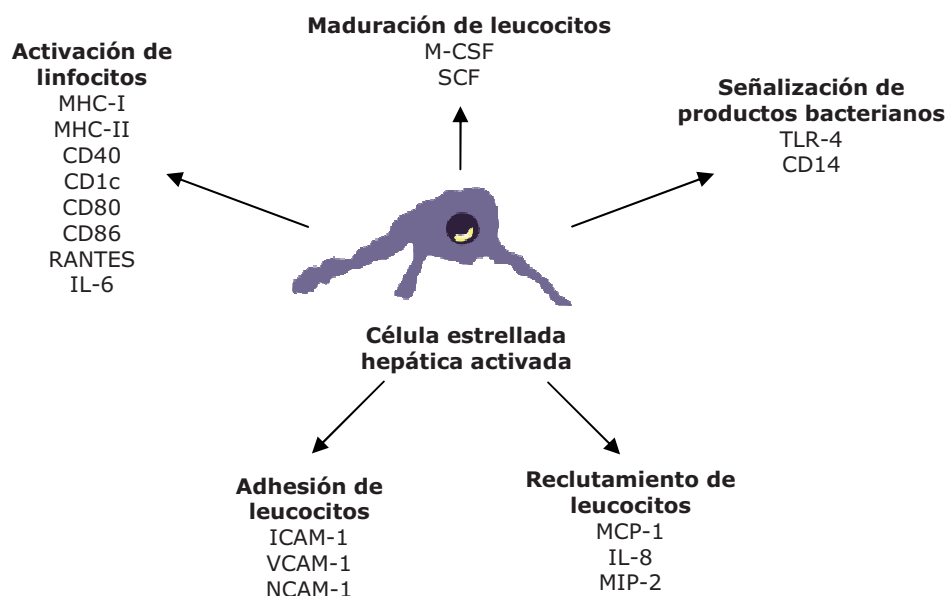 Maduración de leucocitos
M-CSF
SCF
Activación de
linfocitos
MHC-I
MHC-II
CD40
CD1c
CD80
CD86
RANTES
IL-6
Señalización de
productos bacterianos
TLR-4
CD14
Célula estrellada
hepática activada
Adhesión de
leucocitos
ICAM-1
VCAM-1
NCAM-1
Reclutamiento de
leucocitos
MCP-1
IL-8
MIP-2